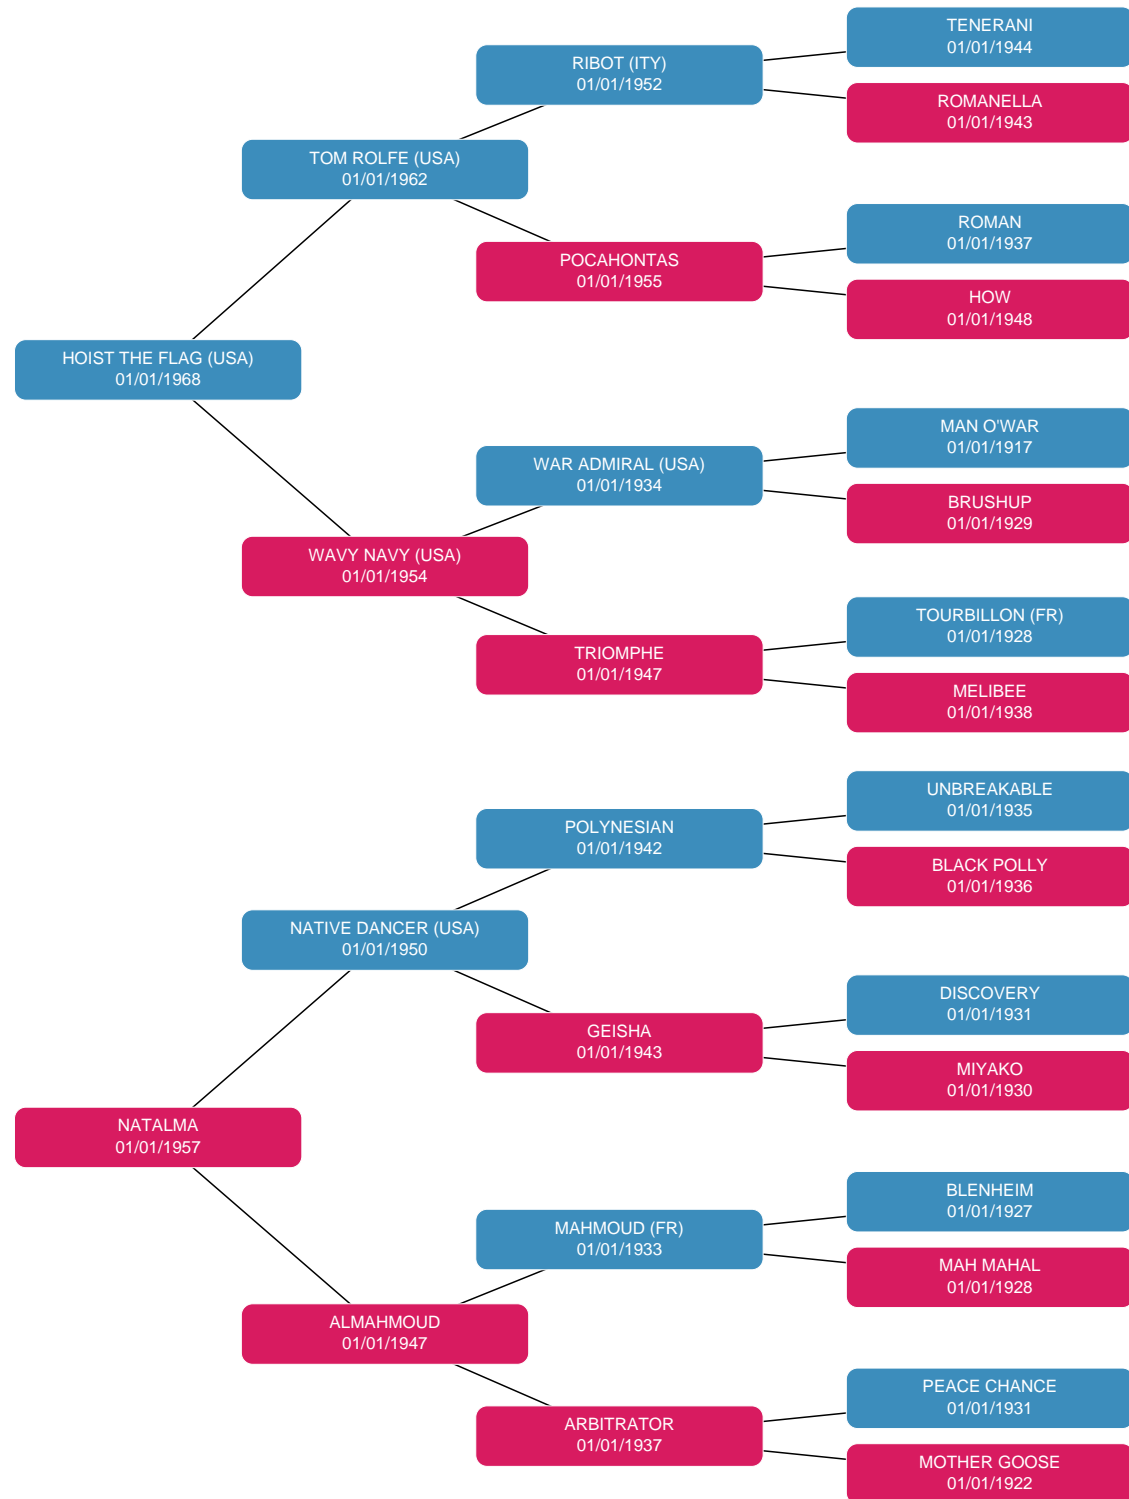 TENERANI
01/01/1944
RIBOT (ITY)
01/01/1952
ROMANELLA
01/01/1943
TOM ROLFE (USA)
01/01/1962
ROMAN
01/01/1937
POCAHONTAS
01/01/1955
HOW
01/01/1948
HOIST THE FLAG (USA)
01/01/1968
MAN O'WAR
01/01/1917
WAR ADMIRAL (USA)
01/01/1934
BRUSHUP
01/01/1929
WAVY NAVY (USA)
01/01/1954
TOURBILLON (FR)
01/01/1928
TRIOMPHE
01/01/1947
MELIBEE
01/01/1938
UNBREAKABLE
01/01/1935
POLYNESIAN
01/01/1942
BLACK POLLY
01/01/1936
NATIVE DANCER (USA)
01/01/1950
DISCOVERY
01/01/1931
GEISHA
01/01/1943
MIYAKO
01/01/1930
NATALMA
01/01/1957
BLENHEIM
01/01/1927
MAHMOUD (FR)
01/01/1933
MAH MAHAL
01/01/1928
ALMAHMOUD
01/01/1947
PEACE CHANCE
01/01/1931
ARBITRATOR
01/01/1937
MOTHER GOOSE
01/01/1922